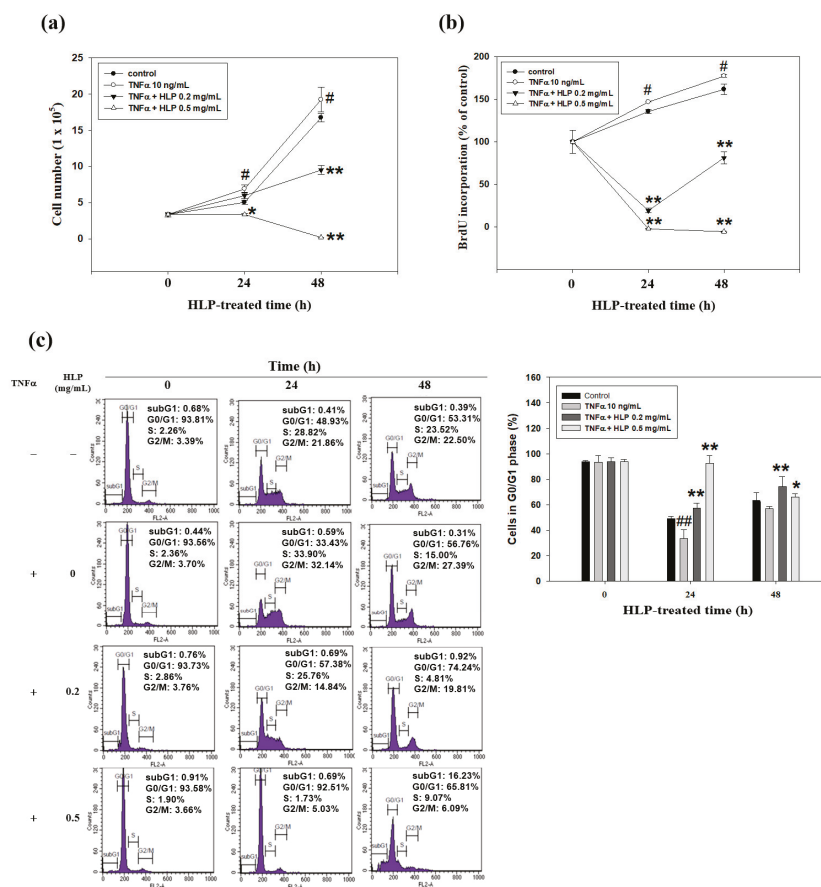 (a)
control
TNFα 10 ng/mL
TNFα + HLP 0.2 mg/mL
TNFα + HLP 0.5 mg/mL
Cell number (1 x 10⁵)
25
20
15
10
5
0
#
#
*
**
**
0 24 48
HLP-treated time (h)
(b)
control
TNFα 10 ng/mL
TNFα + HLP 0.2 mg/mL
TNFα + HLP 0.5 mg/mL
BrdU incorporation (% of control)
200
150
100
50
0
#
#
**
**
**
**
0 24 48
HLP-treated time (h)
(c)
Time (h)
TNFα HLP (mg/mL) 0 24 48
– –
subG1: 0.68%
G0/G1: 93.81%
S: 2.26%
G2/M: 3.39%
subG1: 0.41%
G0/G1: 48.93%
S: 28.82%
G2/M: 21.86%
subG1: 0.39%
G0/G1: 53.31%
S: 23.52%
G2/M: 22.50%
+ 0
subG1: 0.44%
G0/G1: 93.56%
S: 2.36%
G2/M: 3.70%
subG1: 0.59%
G0/G1: 33.43%
S: 33.90%
G2/M: 32.14%
subG1: 0.31%
G0/G1: 56.76%
S: 15.00%
G2/M: 27.39%
+ 0.2
subG1: 0.76%
G0/G1: 93.73%
S: 2.86%
G2/M: 3.76%
subG1: 0.69%
G0/G1: 57.38%
S: 25.76%
G2/M: 14.84%
subG1: 0.92%
G0/G1: 74.24%
S: 4.81%
G2/M: 19.81%
+ 0.5
subG1: 0.91%
G0/G1: 93.58%
S: 1.90%
G2/M: 3.66%
subG1: 0.69%
G0/G1: 92.51%
S: 1.73%
G2/M: 5.03%
subG1: 16.23%
G0/G1: 65.81%
S: 9.07%
G2/M: 6.09%
Control
TNFα 10 ng/mL
TNFα + HLP 0.2 mg/mL
TNFα + HLP 0.5 mg/mL
Cells in G0/G1 phase (%)
160
140
120
100
80
60
40
20
0
##
**
**
**
*
0 24 48
HLP-treated time (h)